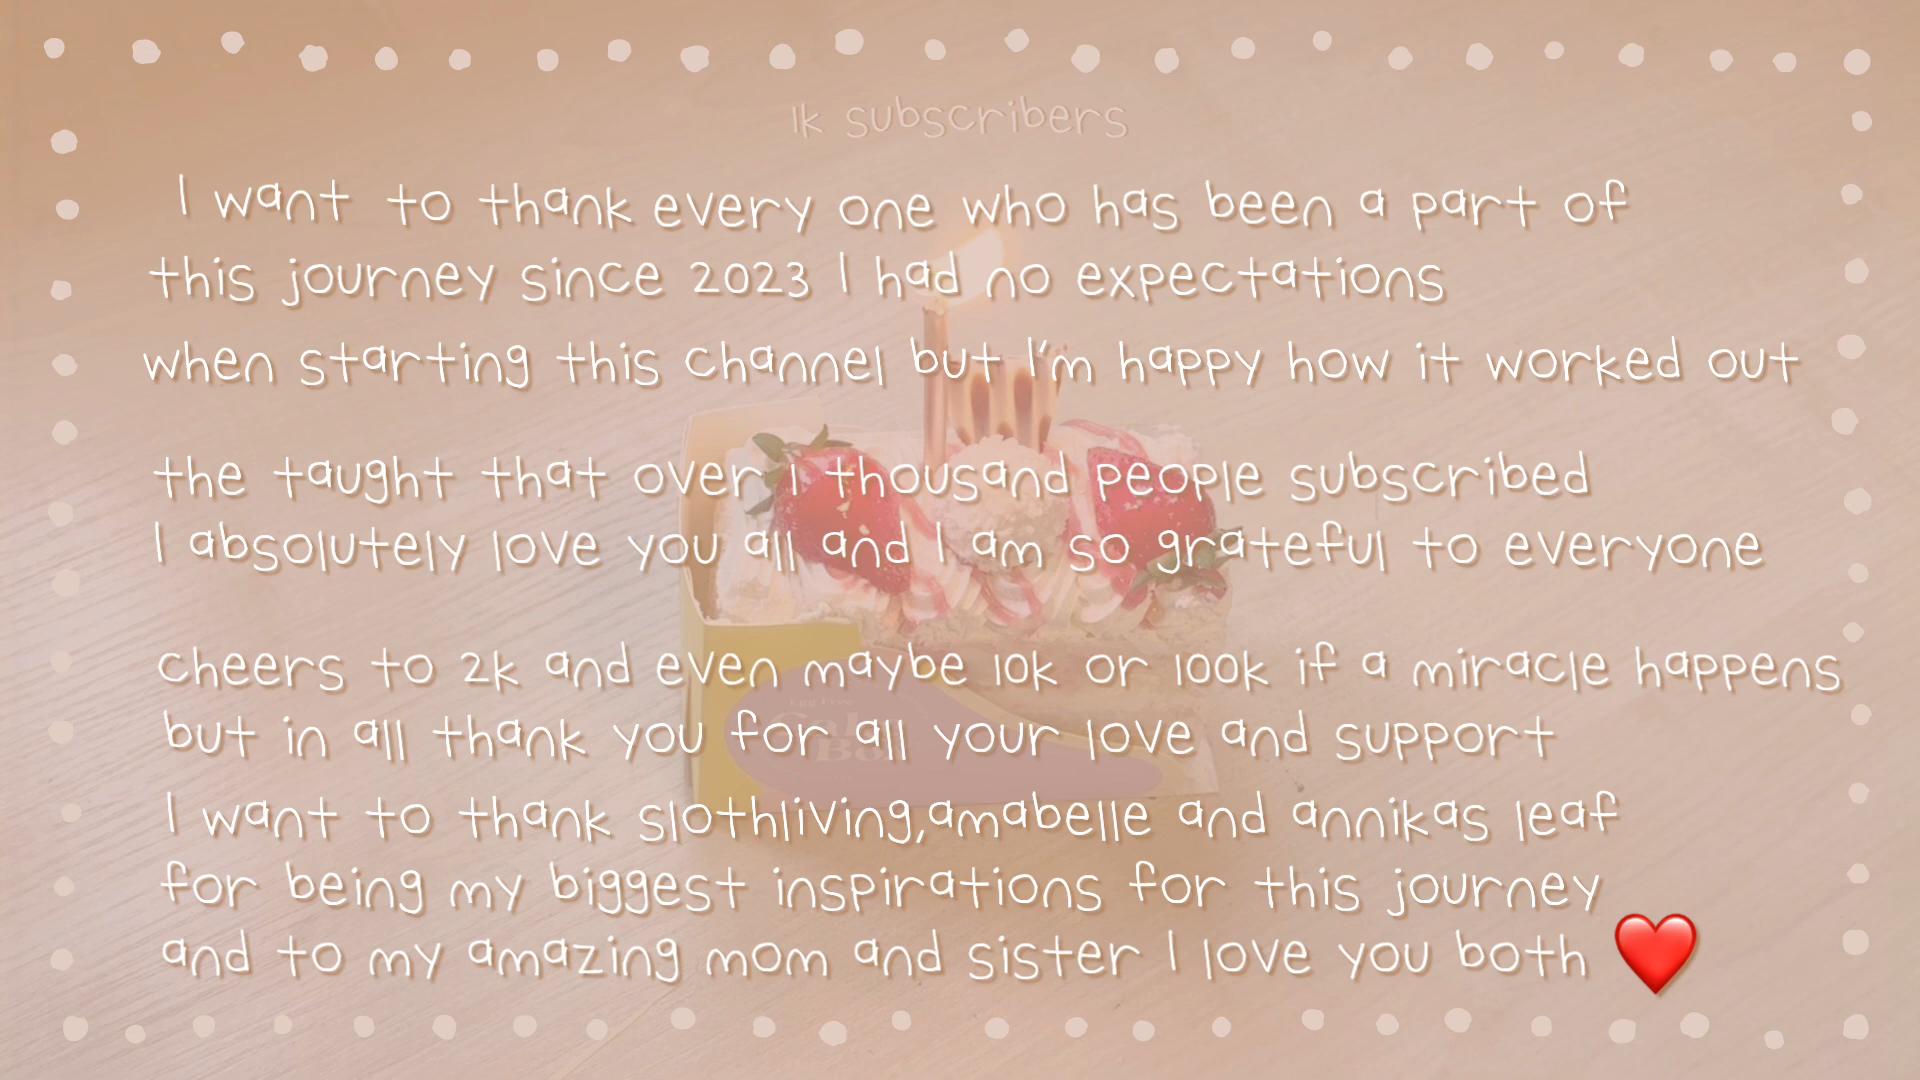 1k subscribers
I want to thank every one who has been a part of
this journey since 2023 I had no expectations
when starting this channel but I'm happy how it worked out
the taught that over 1 thousand people subscribed
I absolutely love you all and I am so grateful to everyone
cheers to 2k and even maybe 10k or 100k if a miracle happens
but in all thank you for all your love and support
I want to thank slothliving,amabelle and annikas leaf
for being my biggest inspirations for this journey
and to my amazing mom and sister I love you both ❤️